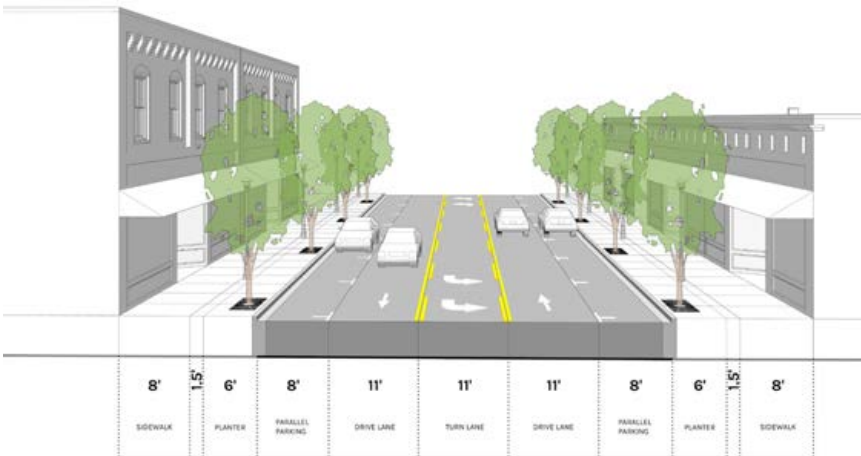 8' 1.5' 6' 8' 11' 11' 11' 8' 6' 1.5' 8'
SIDEWALK PLANTER PARALLEL PARKING DRIVE LANE TURN LANE DRIVE LANE PARALLEL PARKING PLANTER SIDEWALK